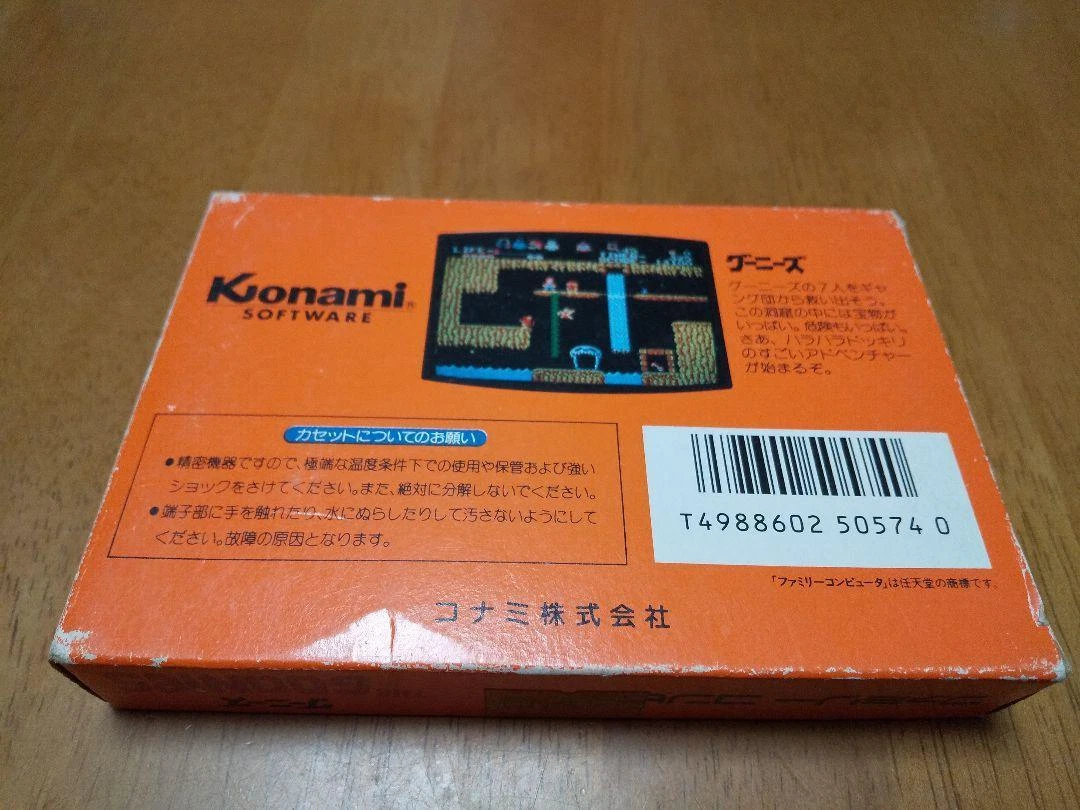 Konami®
SOFTWARE
グーニーズ
グーニーズの7人をギャ
ング団から救い出そう。
この洞窟の中には宝物が
いっぱい。危険もいっぱい。
さあ、ハラハラドッキリ
のすごいアドベンチャー
が始まるぞ。
カセットについてのお願い
●精密機器ですので、極端な温度条件下での使用や保管および強い
ショックをさけてください。また、絶対に分解しないでください。
●端子部に手を触れたり、水にぬらしたりして汚さないようにして
ください。故障の原因となります。
T4988602 50574 0
「ファミリーコンピュータ」は任天堂の商標です。
コナミ株式会社
グーニーズ